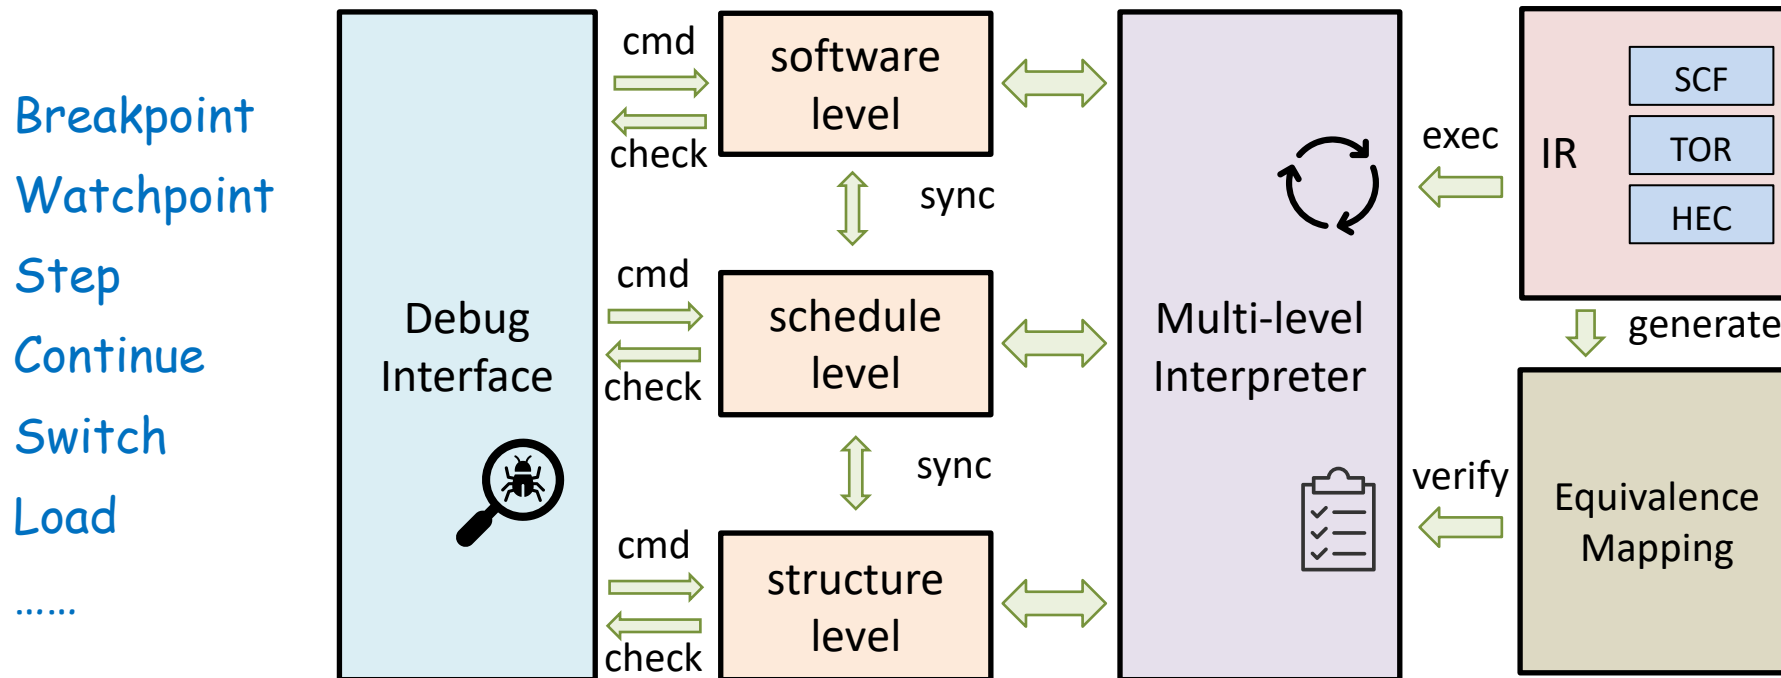 Breakpoint
Watchpoint
Step
Continue
Switch
Load
......
Debug
Interface
cmd
check
software
level
sync
cmd
check
schedule
level
sync
cmd
check
structure
level
Multi-level
Interpreter
exec
verify
IR
SCF
TOR
HEC
generate
Equivalence
Mapping